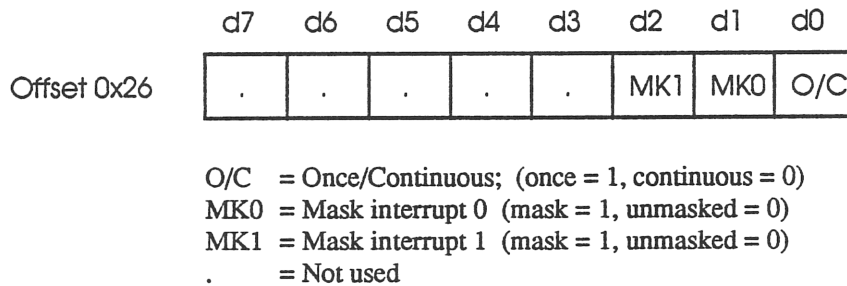 d7 d6 d5 d4 d3 d2 d1 d0
Offset 0x26 . . . . . MK1 MK0 O/C
O/C = Once/Continuous; (once = 1, continuous = 0)
MK0 = Mask interrupt 0 (mask = 1, unmasked = 0)
MK1 = Mask interrupt 1 (mask = 1, unmasked = 0)
. = Not used